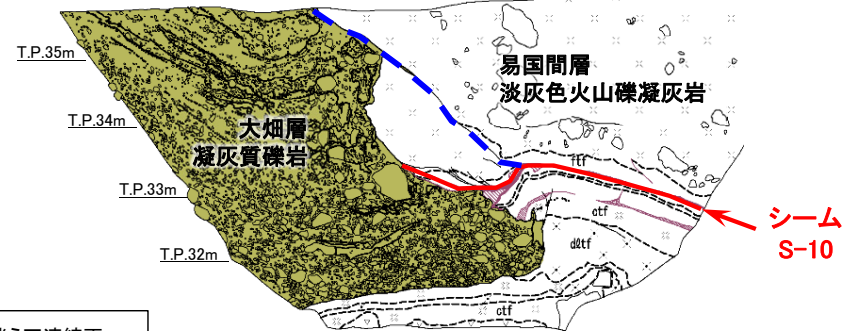 T.P.35m
易国間層
淡灰色火山礫凝灰岩
T.P.34m
大畑層
凝灰質礫岩
ftf
T.P.33m
シーム
S-10
ctf
T.P.32m
dltf
ctf